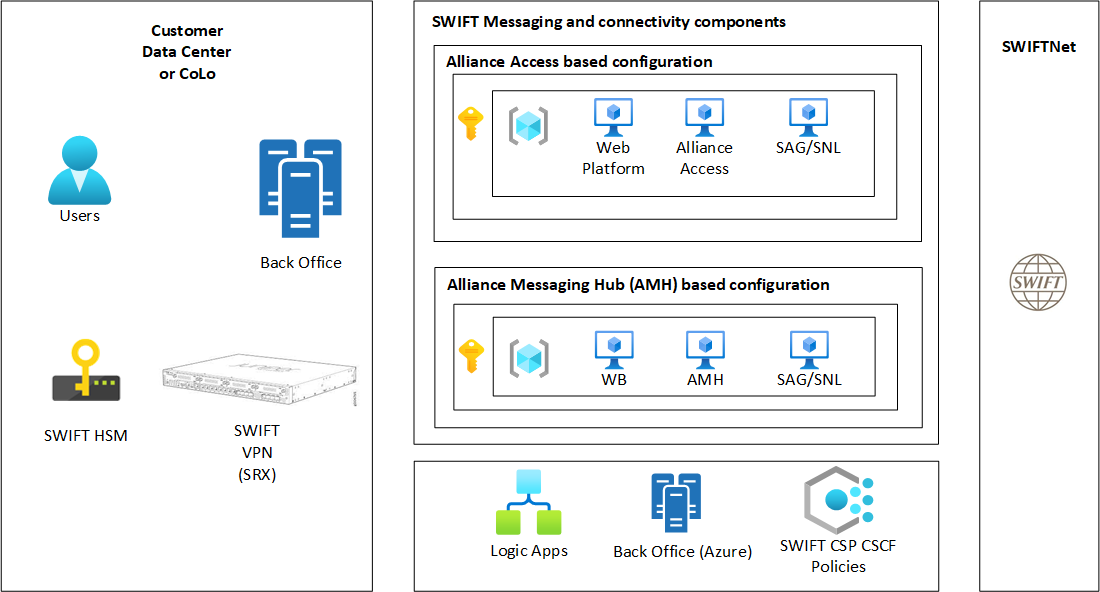 Customer
Data Center
or CoLo
Users
Back Office
SWIFT HSM
SWIFT
VPN
(SRX)
SWIFT Messaging and connectivity components
Alliance Access based configuration
Web
Platform
Alliance
Access
SAG/SNL
Alliance Messaging Hub (AMH) based configuration
WB
AMH
SAG/SNL
Logic Apps
Back Office (Azure)
SWIFT CSP CSCF
Policies
SWIFTNet
SWIFT